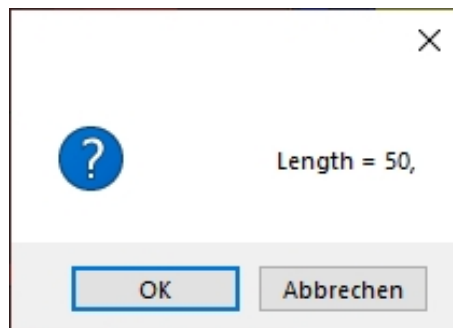 Length = 50,
OK
Abbrechen